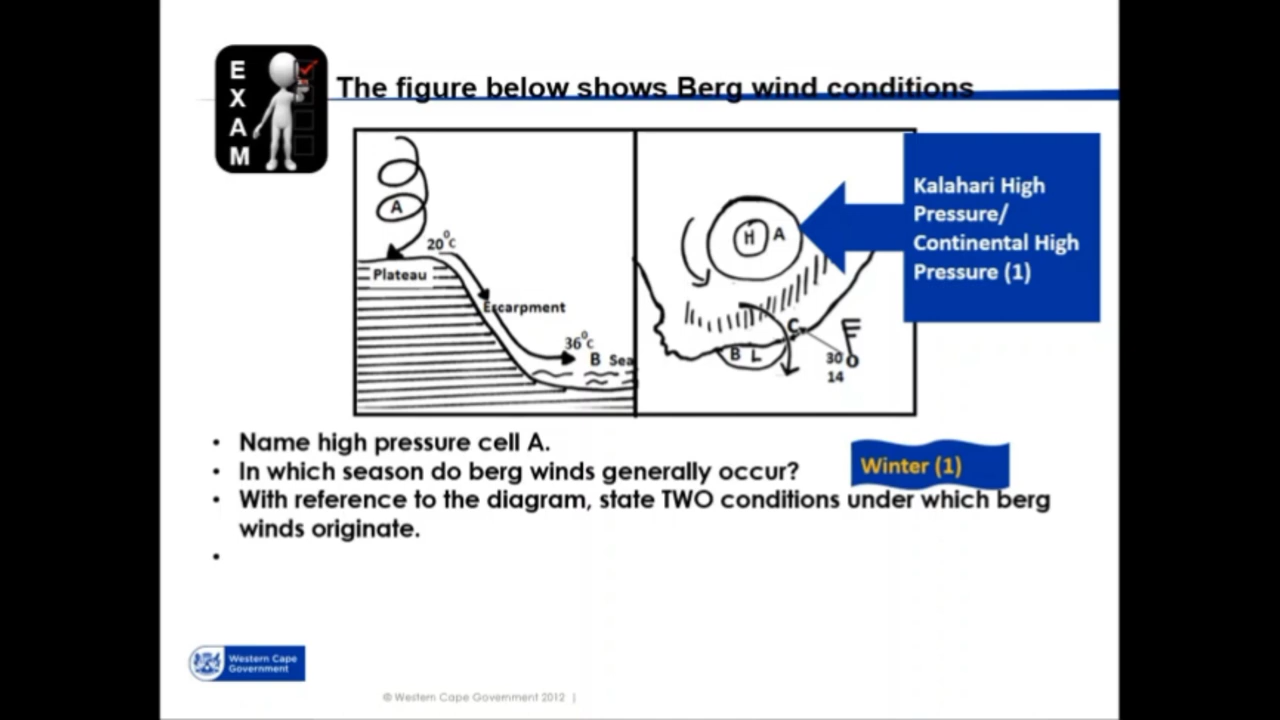 EXAM
The figure below shows Berg wind conditions
A
20°c
Plateau
Escarpment
36°c
B Sea
H A
C
B L
30
14
Kalahari High
Pressure/
Continental High
Pressure (1)
• Name high pressure cell A.
• In which season do berg winds generally occur?
Winter (1)
• With reference to the diagram, state TWO conditions under which berg
winds originate.
•
Western Cape
Government
© Western Cape Government 2012 |